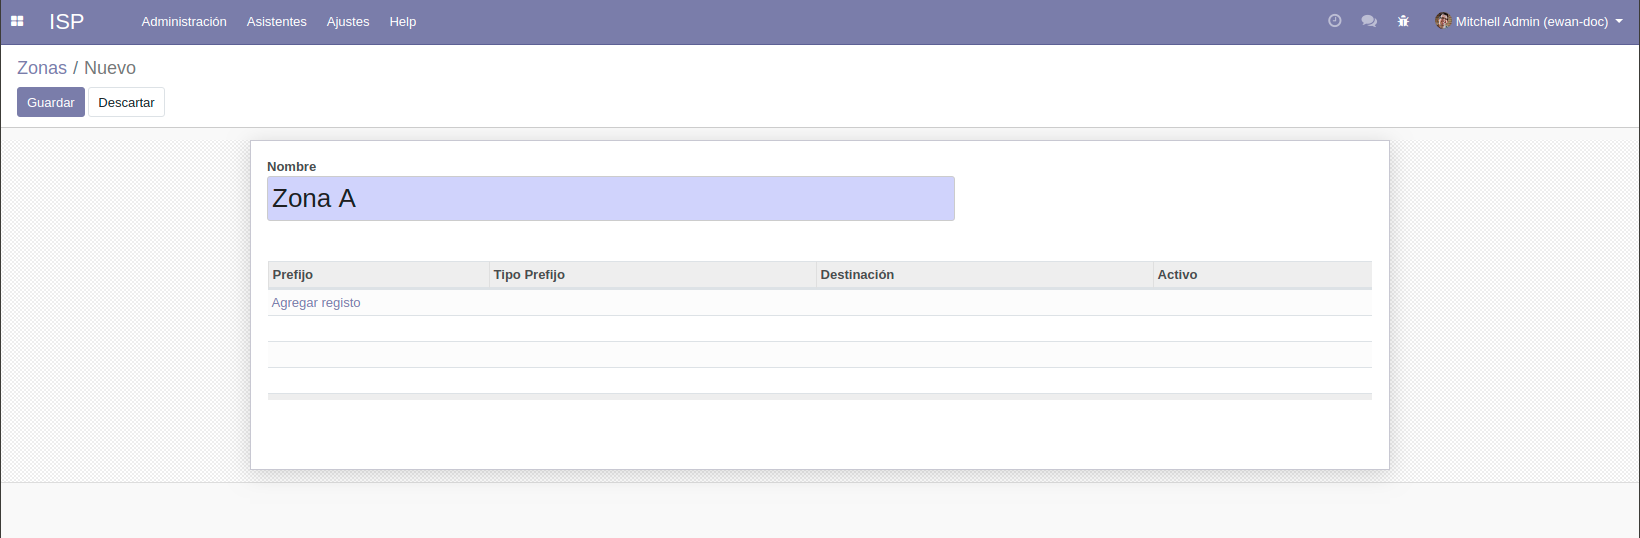 ISP Administración Asistentes Ajustes Help Mitchell Admin (ewan-doc)
Zonas / Nuevo
Guardar Descartar
Nombre
Zona A
Prefijo Tipo Prefijo Destinación Activo
Agregar registo